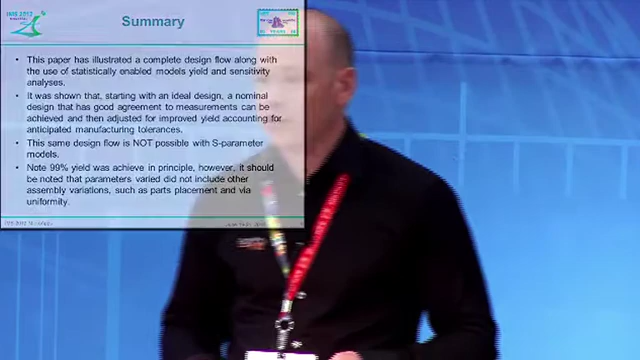 IMS 2012
Summary
• This paper has illustrated a complete design flow along with
the use of statistically enabled models yield and sensitivity
analyses.
• It was shown that, starting with an ideal design, a nominal
design that has good agreement to measurements can be
achieved and then adjusted for improved yield accounting for
anticipated manufacturing tolerances.
• This same design flow is NOT possible with S-parameter
models.
• Note 99% yield was achieve in principle, however, it should
be noted that parameters varied did not include other
assembly variations, such as parts placement and via
uniformity.